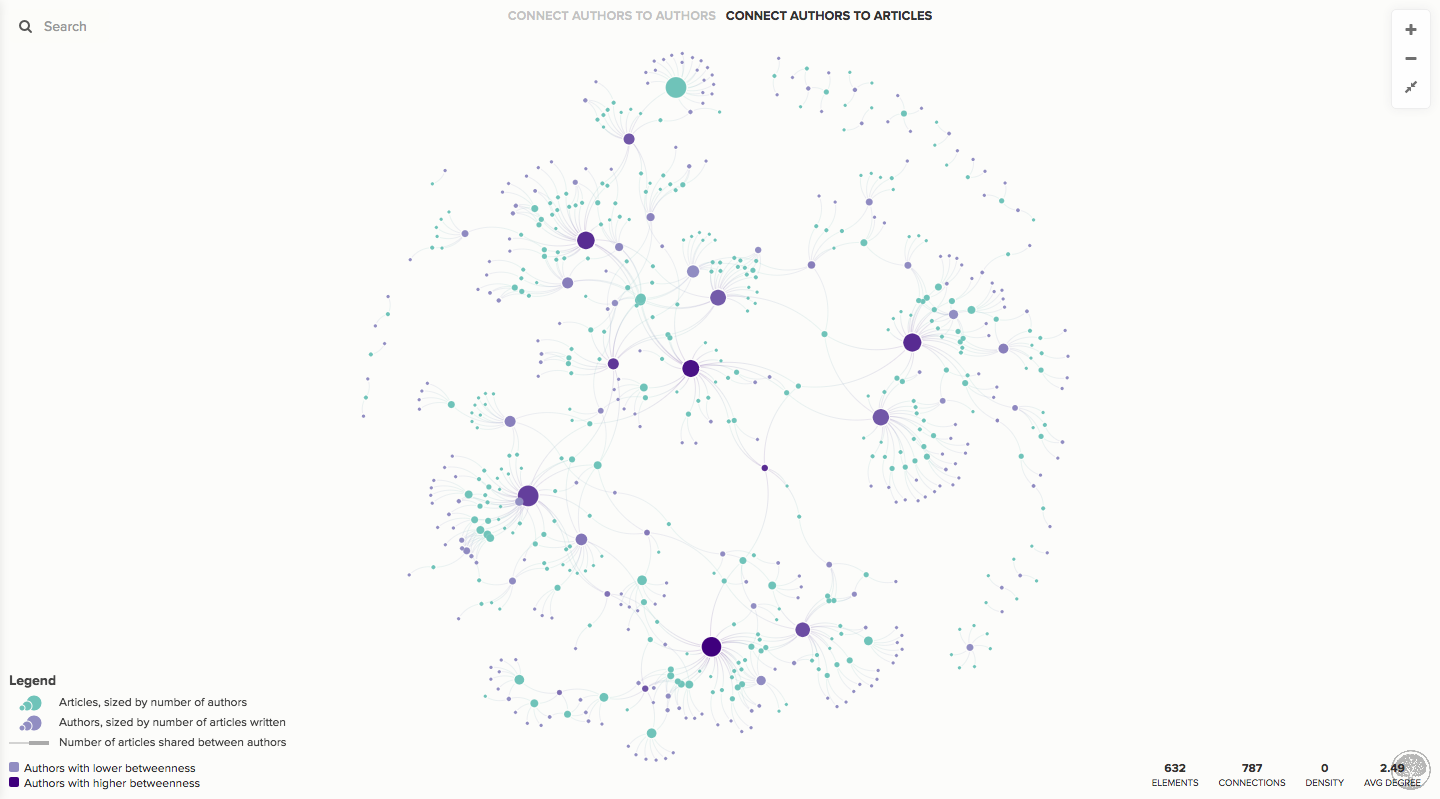 Search
CONNECT AUTHORS TO AUTHORS CONNECT AUTHORS TO ARTICLES
Legend
Articles, sized by number of authors
Authors, sized by number of articles written
Number of articles shared between authors
Authors with lower betweenness
Authors with higher betweenness
632 787 0 2.49
ELEMENTS CONNECTIONS DENSITY AVG DEGREE